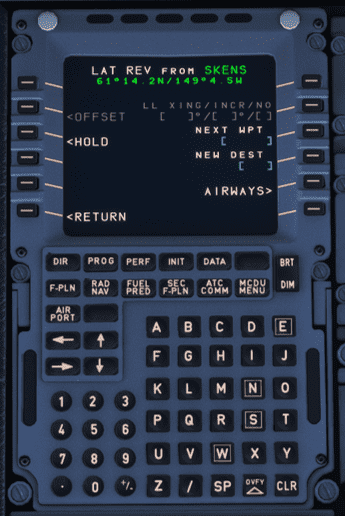 LAT REV FROM SKENS
61°14.2N/149°4.5W
LL XING/INCR/NO
<OFFSET [ ]°/[ ]°/[ ]
NEXT WPT
<HOLD [ ]
NEW DEST
[ ]
AIRWAYS>
<RETURN
DIR PROG PERF INIT DATA BRT
F-PLN RAD NAV FUEL PRED SEC F-PLN ATC COMM MCDU MENU DIM
AIR PORT ↑
← →
↓
A B C D E
F G H I J
1 2 3 K L M N O
4 5 6 P Q R S T
7 8 9 U V W X Y
. 0 +/- Z / SP OVFY CLR